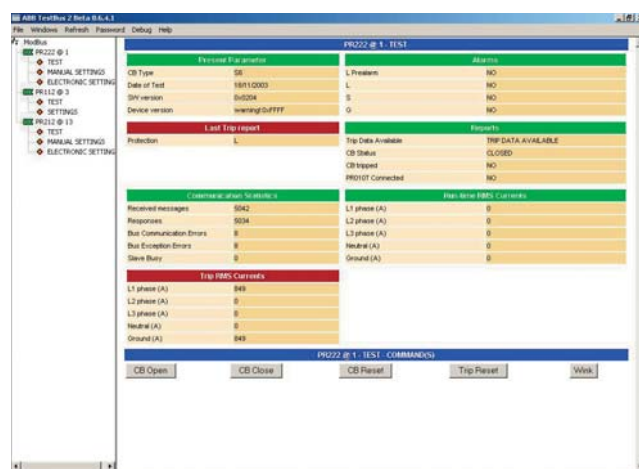 ABB TestBus 2 Beta 0.6.4.1
File Windows Refresh Password Debug Help
Modbus
PR222 @ 1
TEST
MANUAL SETTINGS
ELECTRONIC SETTING
PR112 @ 3
TEST
SETTINGS
PR212 @ 13
TEST
MANUAL SETTINGS
ELECTRONIC SETTING
PR222 @ 1 - TEST
Present Parameter
CB Type S6
Date of Test 18/11/2003
SW version 0x0204
Device version warning! 0xFFFF
Alarms
L Prealarm NO
L NO
S NO
G NO
Last Trip report
Protection L
Reports
Trip Data Available TRIP DATA AVAILABLE
CB Status CLOSED
CB tripped NO
PR010T Connected NO
Communication Statistics
Received messages 5042
Responses 5034
Bus Communication Errors 8
Bus Exception Errors 8
Slave Busy 0
Run-time RMS Currents
L1 phase (A) 0
L2 phase (A) 0
L3 phase (A) 0
Neutral (A) 0
Ground (A) 0
Trip RMS Currents
L1 phase (A) 849
L2 phase (A) 0
L3 phase (A) 0
Neutral (A) 0
Ground (A) 849
PR222 @ 1 - TEST - COMMAND(S)
CB Open CB Close CB Reset Trip Reset Wink